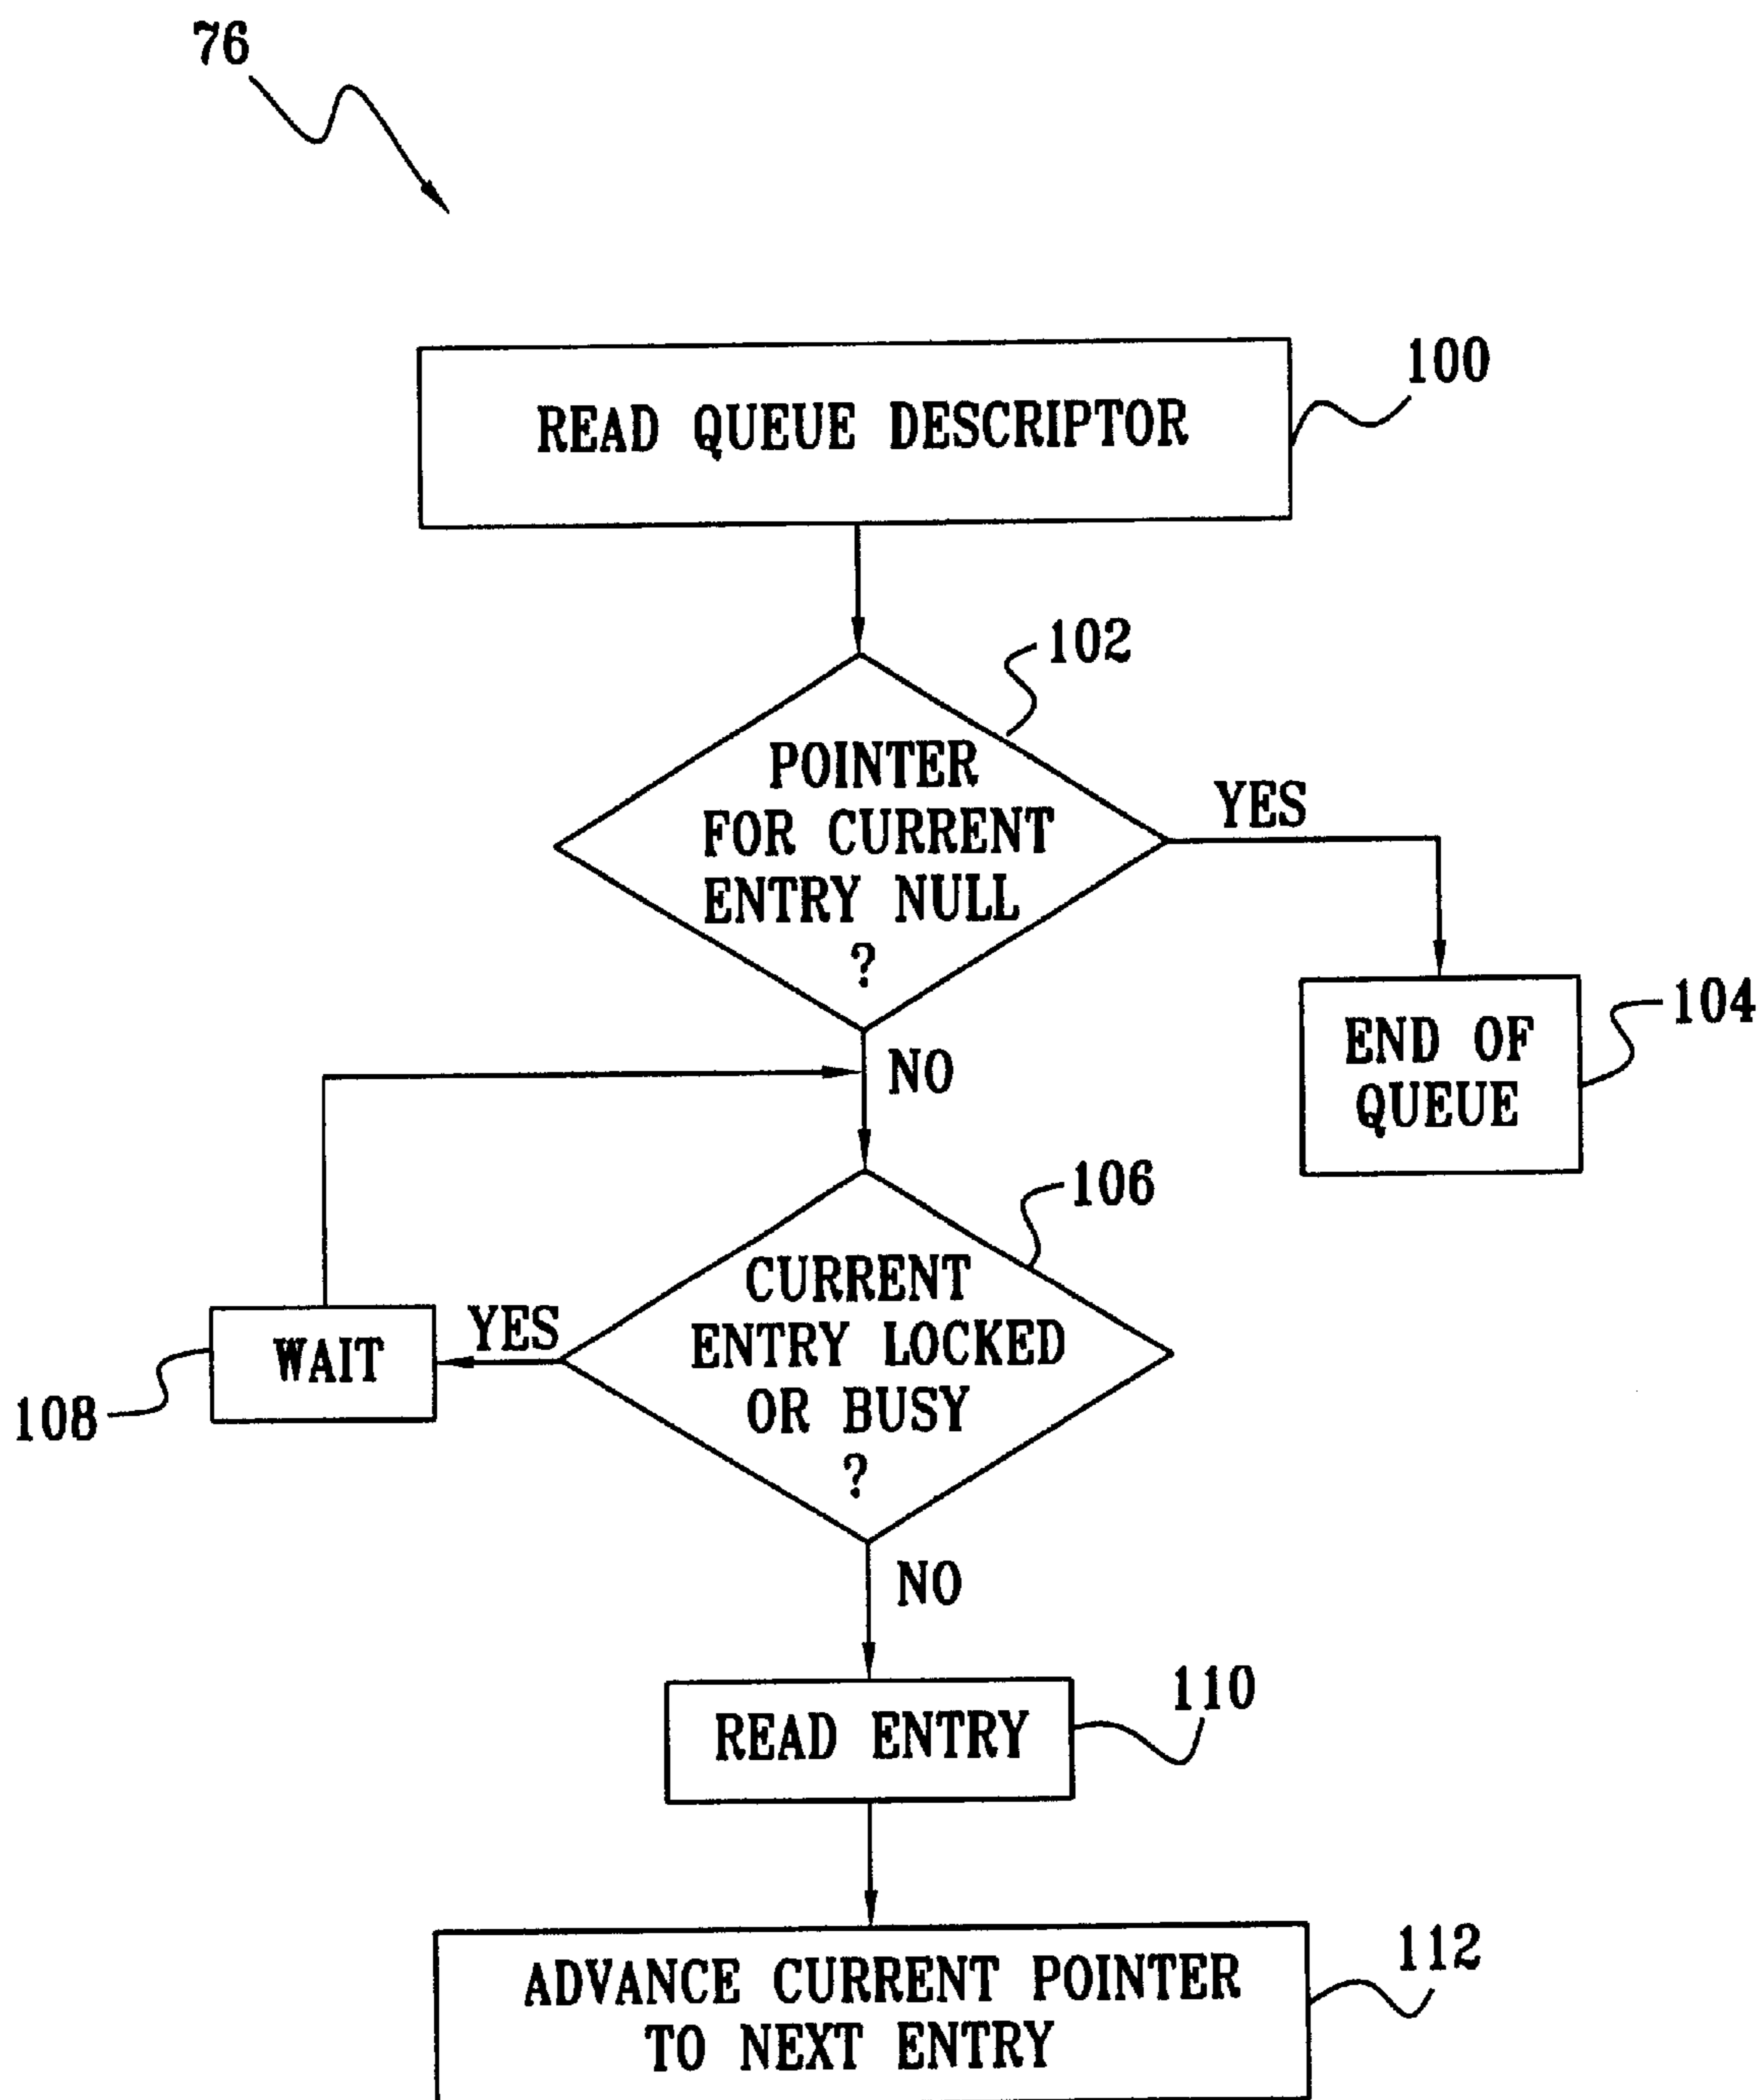 76
100
READ QUEUE DESCRIPTOR
102
POINTER
FOR CURRENT
ENTRY NULL
?
YES
104
END OF
QUEUE
NO
106
CURRENT
ENTRY LOCKED
OR BUSY
?
YES
WAIT
108
NO
110
READ ENTRY
112
ADVANCE CURRENT POINTER
TO NEXT ENTRY